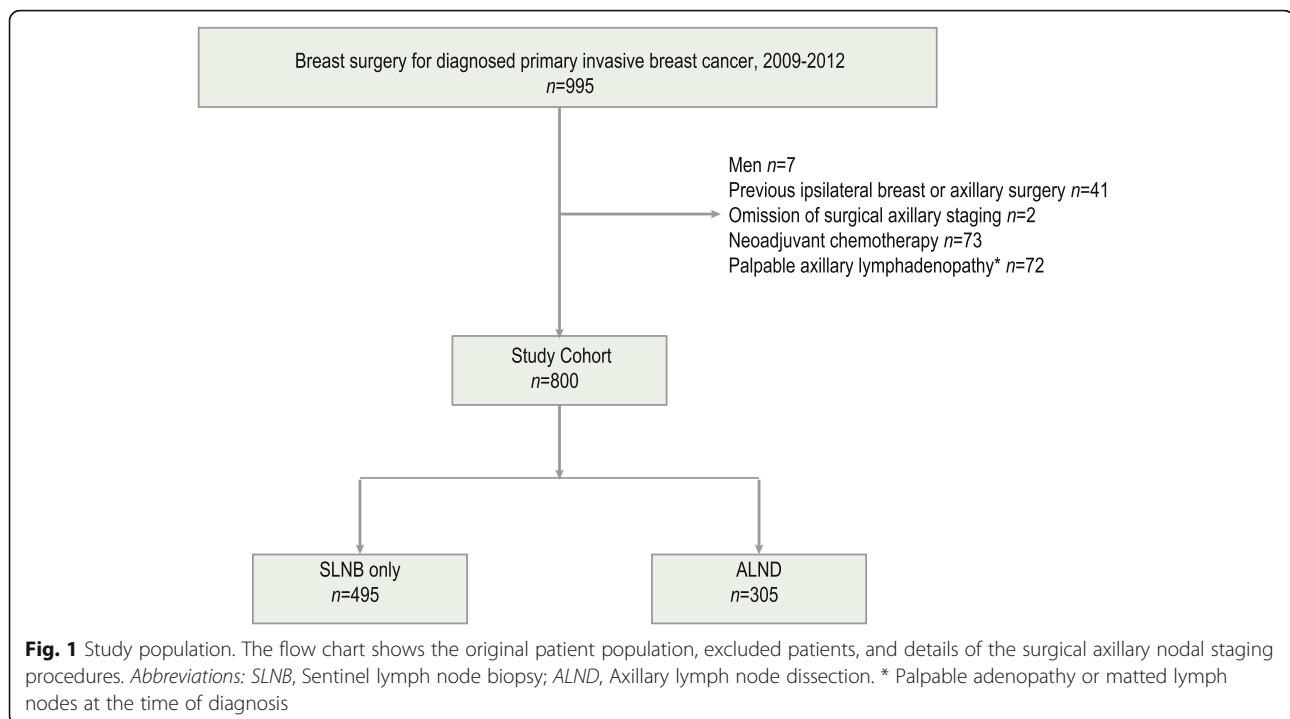 Breast surgery for diagnosed primary invasive breast cancer, 2009-2012
n=995
Men n=7
Previous ipsilateral breast or axillary surgery n=41
Omission of surgical axillary staging n=2
Neoadjuvant chemotherapy n=73
Palpable axillary lymphadenopathy* n=72
Study Cohort
n=800
SLNB only
n=495
ALND
n=305
Fig. 1 Study population. The flow chart shows the original patient population, excluded patients, and details of the surgical axillary nodal staging
procedures. Abbreviations: SLNB, Sentinel lymph node biopsy; ALND, Axillary lymph node dissection. * Palpable adenopathy or matted lymph
nodes at the time of diagnosis